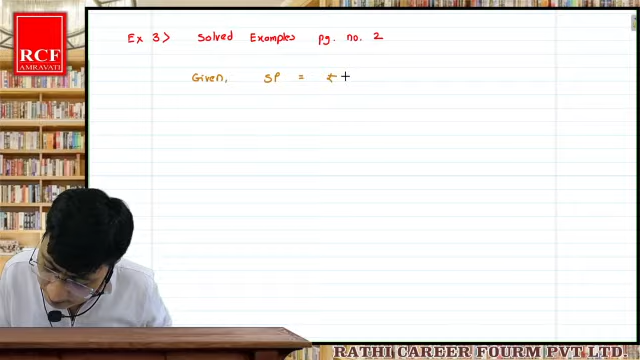 RCF
AMRAVATI
Ex 3> Solved Examples pg. no. 2
Given, SP = ₹
RATHI CAREER FOURM PVT LTD.